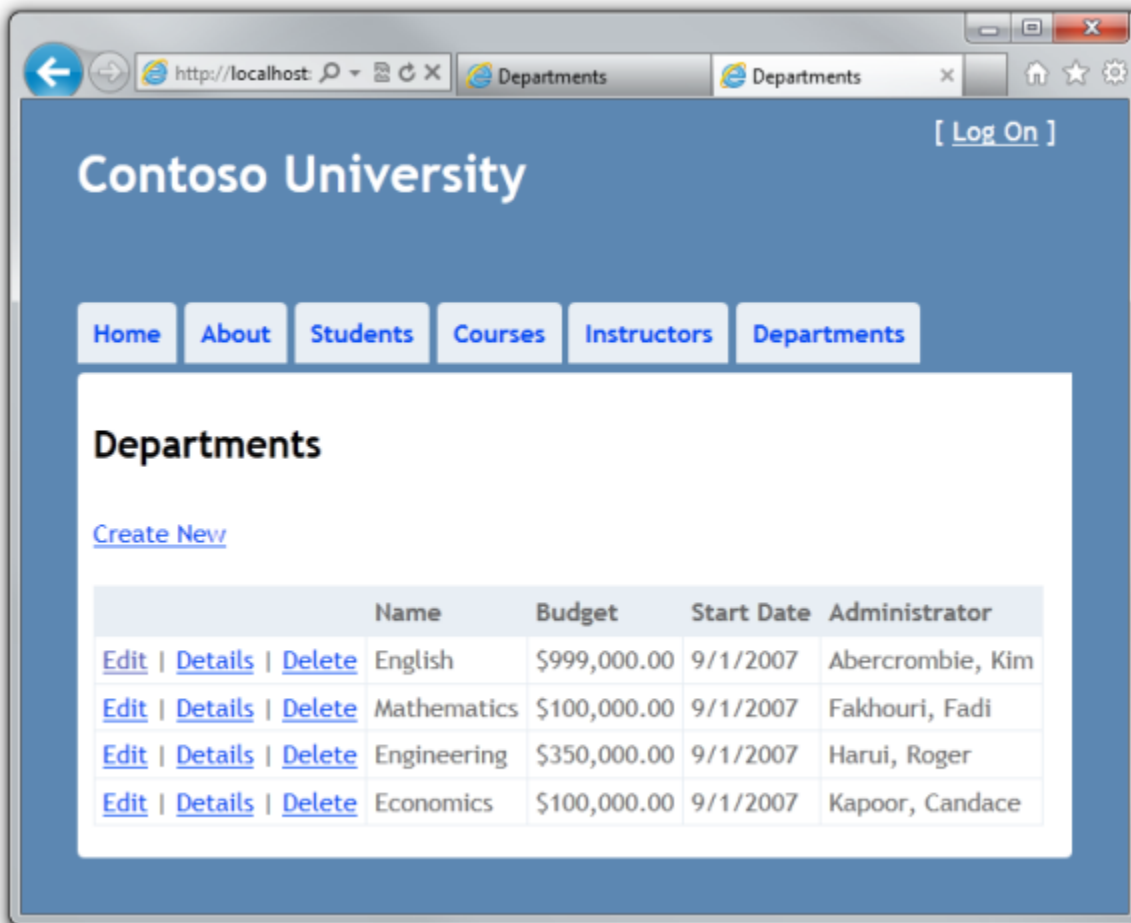 http://localhost: Departments Departments
[ Log On ]
Contoso University
Home About Students Courses Instructors Departments
Departments
Create New
Name Budget Start Date Administrator
Edit | Details | Delete English $999,000.00 9/1/2007 Abercrombie, Kim
Edit | Details | Delete Mathematics $100,000.00 9/1/2007 Fakhouri, Fadi
Edit | Details | Delete Engineering $350,000.00 9/1/2007 Harui, Roger
Edit | Details | Delete Economics $100,000.00 9/1/2007 Kapoor, Candace